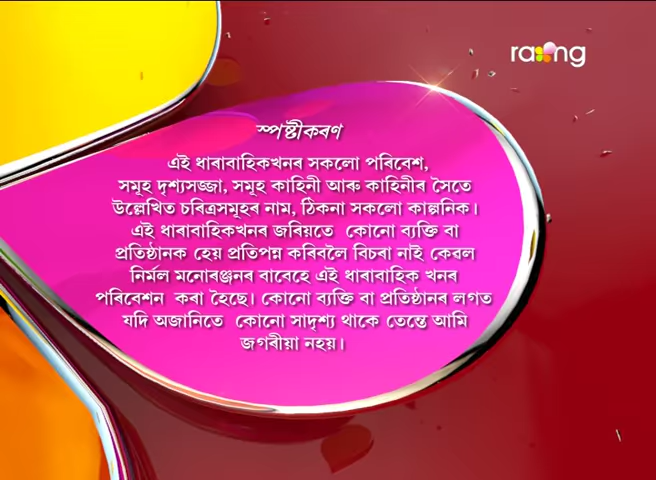 rang
স্পষ্টীকৰণ
এই ধাৰাবাহিকখনৰ সকলো পৰিবেশ,
সমূহ দৃশ্যসজ্জা, সমূহ কাহিনী আৰু কাহিনীৰ সৈতে
উল্লেখিত চৰিত্ৰসমূহৰ নাম, ঠিকনা সকলো কাল্পনিক।
এই ধাৰাবাহিকখনৰ জৰিয়তে কোনো ব্যক্তি বা
প্ৰতিষ্ঠানক হেয় প্ৰতিপন্ন কৰিবলৈ বিচৰা নাই কেৱল
নিৰ্মল মনোৰঞ্জনৰ বাবেহে এই ধাৰাবাহিক খনৰ
পৰিবেশন কৰা হৈছে। কোনো ব্যক্তি বা প্ৰতিষ্ঠানৰ লগত
যদি অজানিতে কোনো সাদৃশ্য থাকে তেন্তে আমি
জগৰীয়া নহয়।